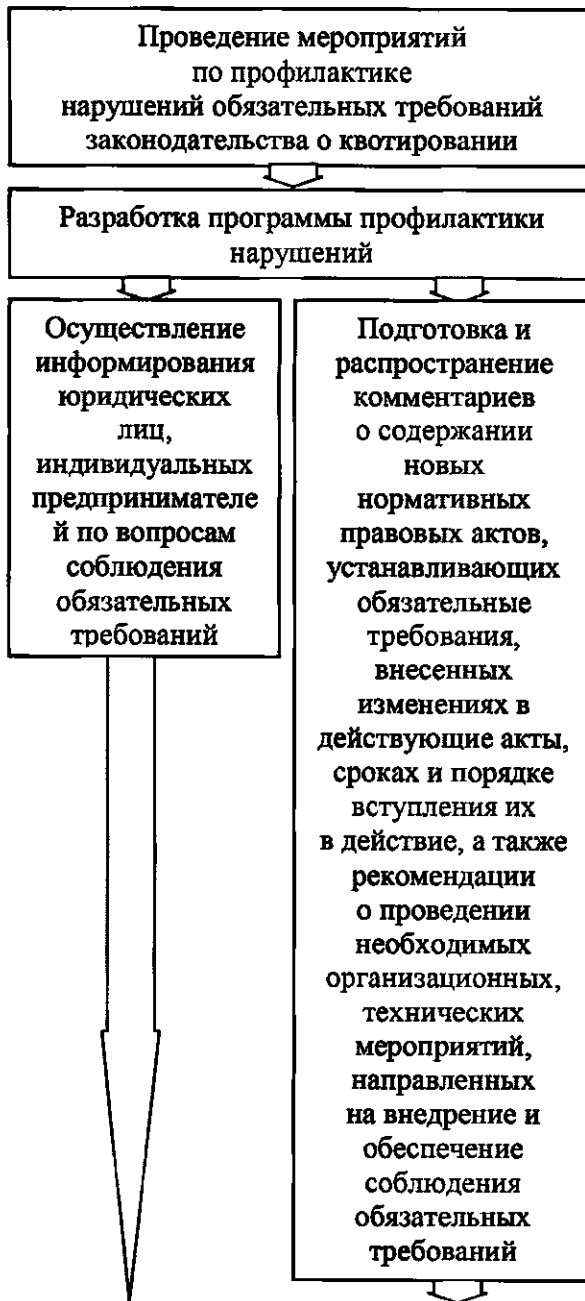 Проведение мероприятий
по профилактике
нарушений обязательных требований
законодательства о квотировании
Разработка программы профилактики
нарушений
Осуществление
информирования
юридических
лиц,
индивидуальных
предпринимателе
й по вопросам
соблюдения
обязательных
требований
Подготовка и
распространение
комментариев
о содержании
новых
нормативных
правовых актов,
устанавливающих
обязательные
требования,
внесенных
изменениях в
действующие акты,
сроках и порядке
вступления их
в действие, а также
рекомендации
о проведении
необходимых
организационных,
технических
мероприятий,
направленных
на внедрение и
обеспечение
соблюдения
обязательных
требований